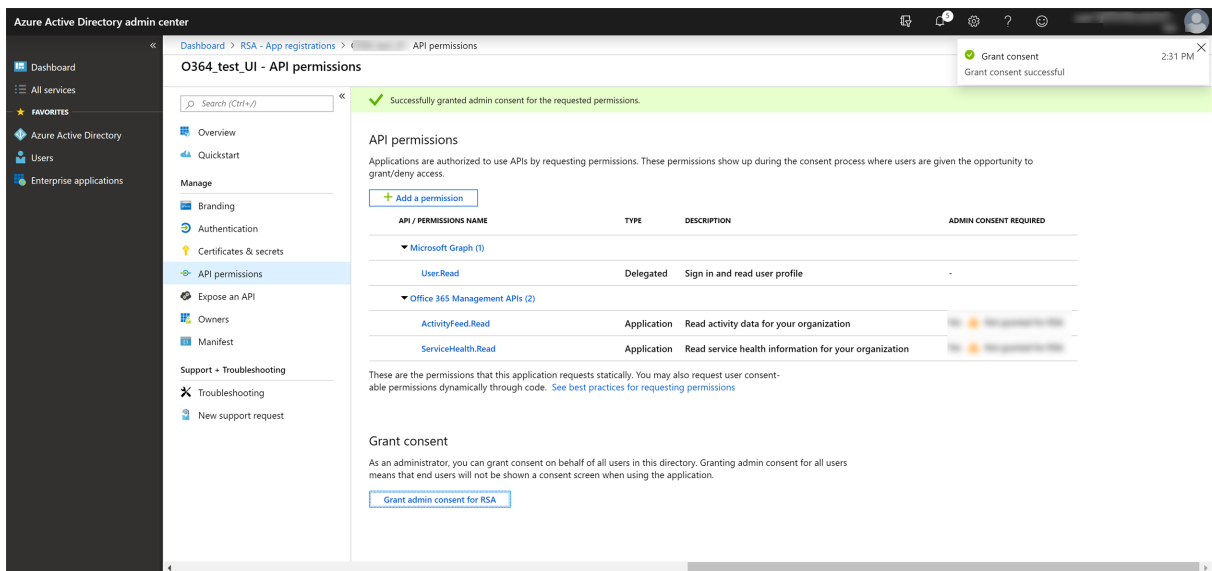 Azure Active Directory admin center
5
«
Dashboard
All services
FAVORITES
Azure Active Directory
Users
Enterprise applications
Dashboard > RSA - App registrations > API permissions
O364_test_UI - API permissions
Grant consent 2:31 PM
Grant consent successful
Search (Ctrl+/)
«
Overview
Quickstart
Manage
Branding
Authentication
Certificates & secrets
API permissions
Expose an API
Owners
Manifest
Support + Troubleshooting
Troubleshooting
New support request
Successfully granted admin consent for the requested permissions.
API permissions
Applications are authorized to use APIs by requesting permissions. These permissions show up during the consent process where users are given the opportunity to
grant/deny access.
+ Add a permission
API / PERMISSIONS NAME TYPE DESCRIPTION ADMIN CONSENT REQUIRED
Microsoft Graph (1)
User.Read Delegated Sign in and read user profile -
Office 365 Management APIs (2)
ActivityFeed.Read Application Read activity data for your organization
ServiceHealth.Read Application Read service health information for your organization
These are the permissions that this application requests statically. You may also request user consent-
able permissions dynamically through code. See best practices for requesting permissions
Grant consent
As an administrator, you can grant consent on behalf of all users in this directory. Granting admin consent for all users
means that end users will not be shown a consent screen when using the application.
Grant admin consent for RSA